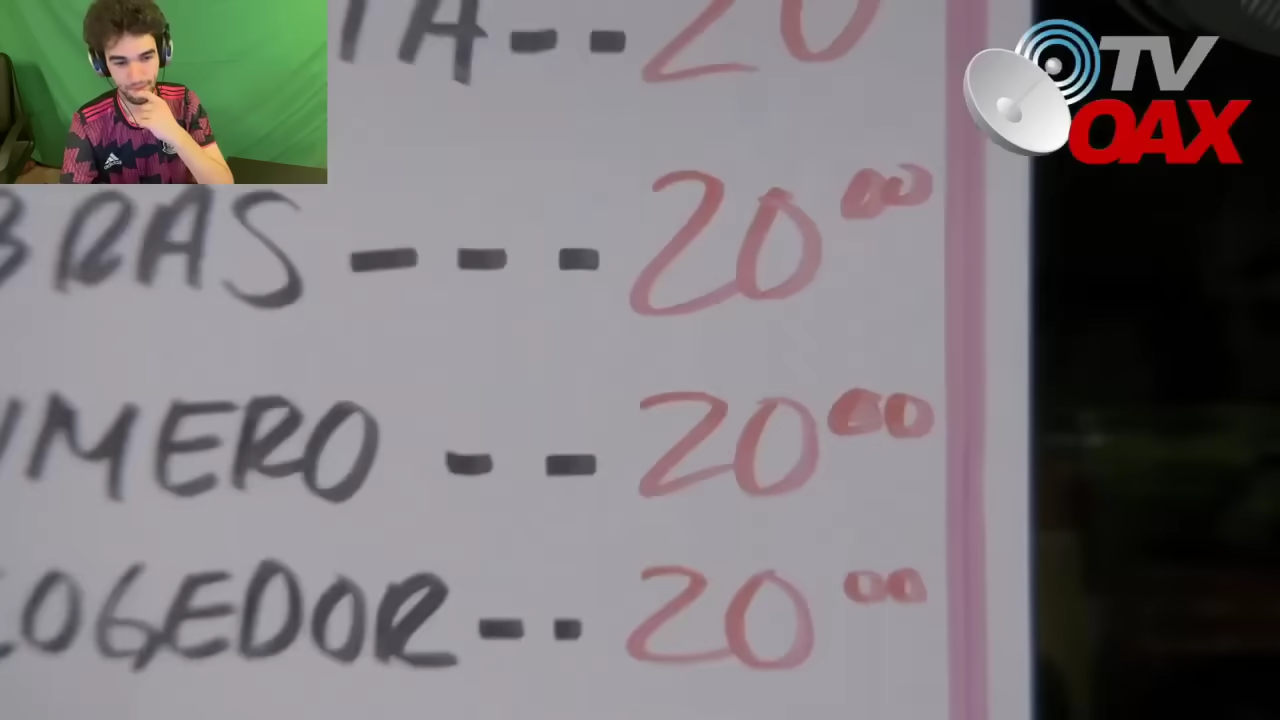 TV
OAX
TA -- 20
BRAS --- 20⁰⁰
IMERO -- 20⁰⁰
COGEDOR -- 20⁰⁰